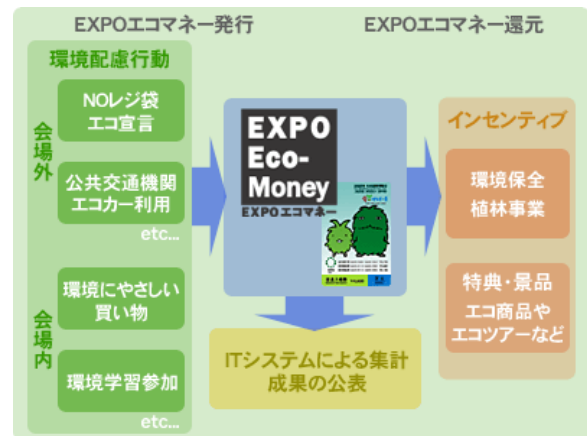 EXPOエコマネー発行
EXPOエコマネー還元
環境配慮行動
会場外
NOレジ袋
エコ宣言
公共交通機関
エコカー利用
etc...
会場内
環境にやさしい
買い物
環境学習参加
etc...
EXPO
Eco-
Money
EXPOエコマネー
ITシステムによる集計
成果の公表
インセンティブ
環境保全
植林事業
特典・景品
エコ商品や
エコツアーなど